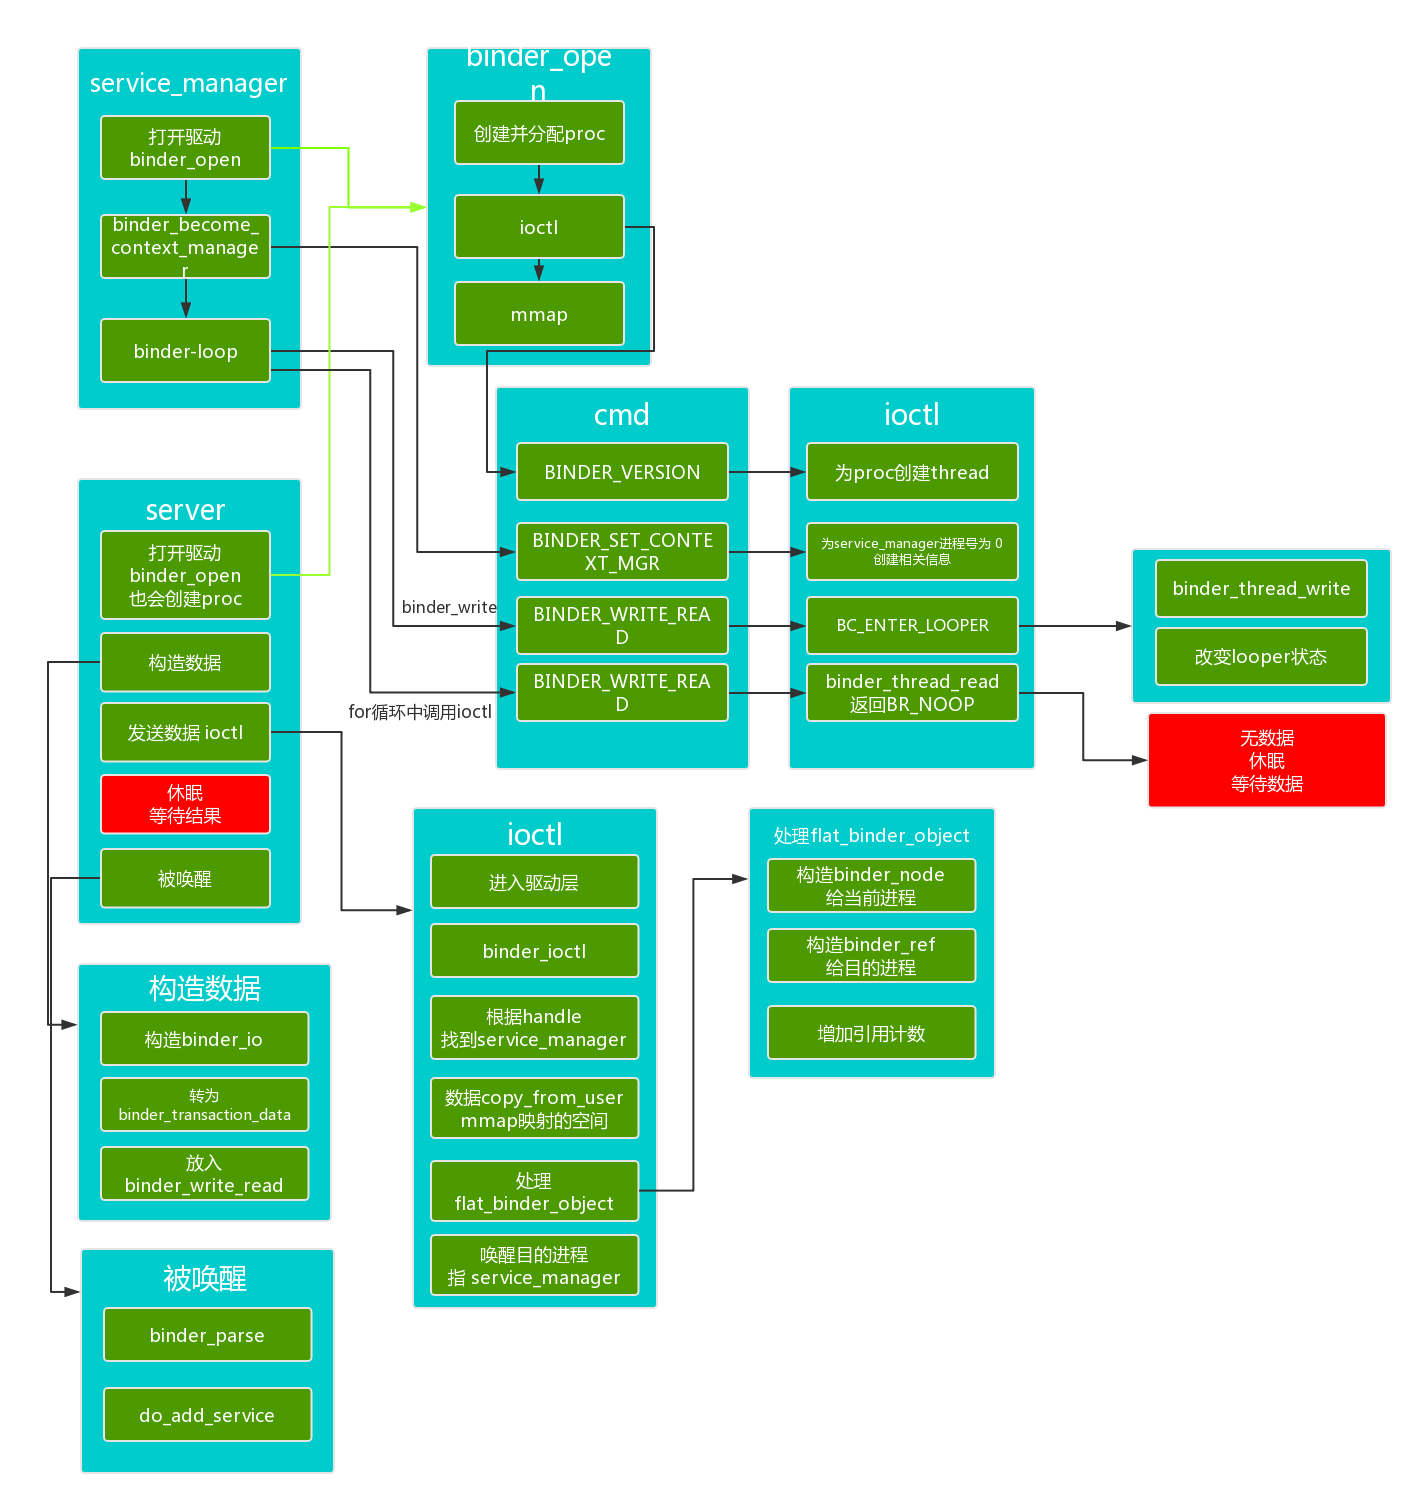 service_manager
打开驱动
binder_open
binder_become_
context_manage
r
binder-loop
binder_ope
n
创建并分配proc
ioctl
mmap
cmd
BINDER_VERSION
BINDER_SET_CONTE
XT_MGR
binder_write
BINDER_WRITE_REA
D
BINDER_WRITE_REA
D
for循环中调用ioctl
ioctl
为proc创建thread
为service_manager进程号为 0
创建相关信息
BC_ENTER_LOOPER
binder_thread_read
返回BR_NOOP
binder_thread_write
改变looper状态
无数据
休眠
等待数据
server
打开驱动
binder_open
也会创建proc
构造数据
发送数据 ioctl
休眠
等待结果
被唤醒
ioctl
进入驱动层
binder_ioctl
根据handle
找到service_manager
数据copy_from_user
mmap映射的空间
处理
flat_binder_object
唤醒目的进程
指 service_manager
处理flat_binder_object
构造binder_node
给当前进程
构造binder_ref
给目的进程
增加引用计数
构造数据
构造binder_io
转为
binder_transaction_data
放入
binder_write_read
被唤醒
binder_parse
do_add_service